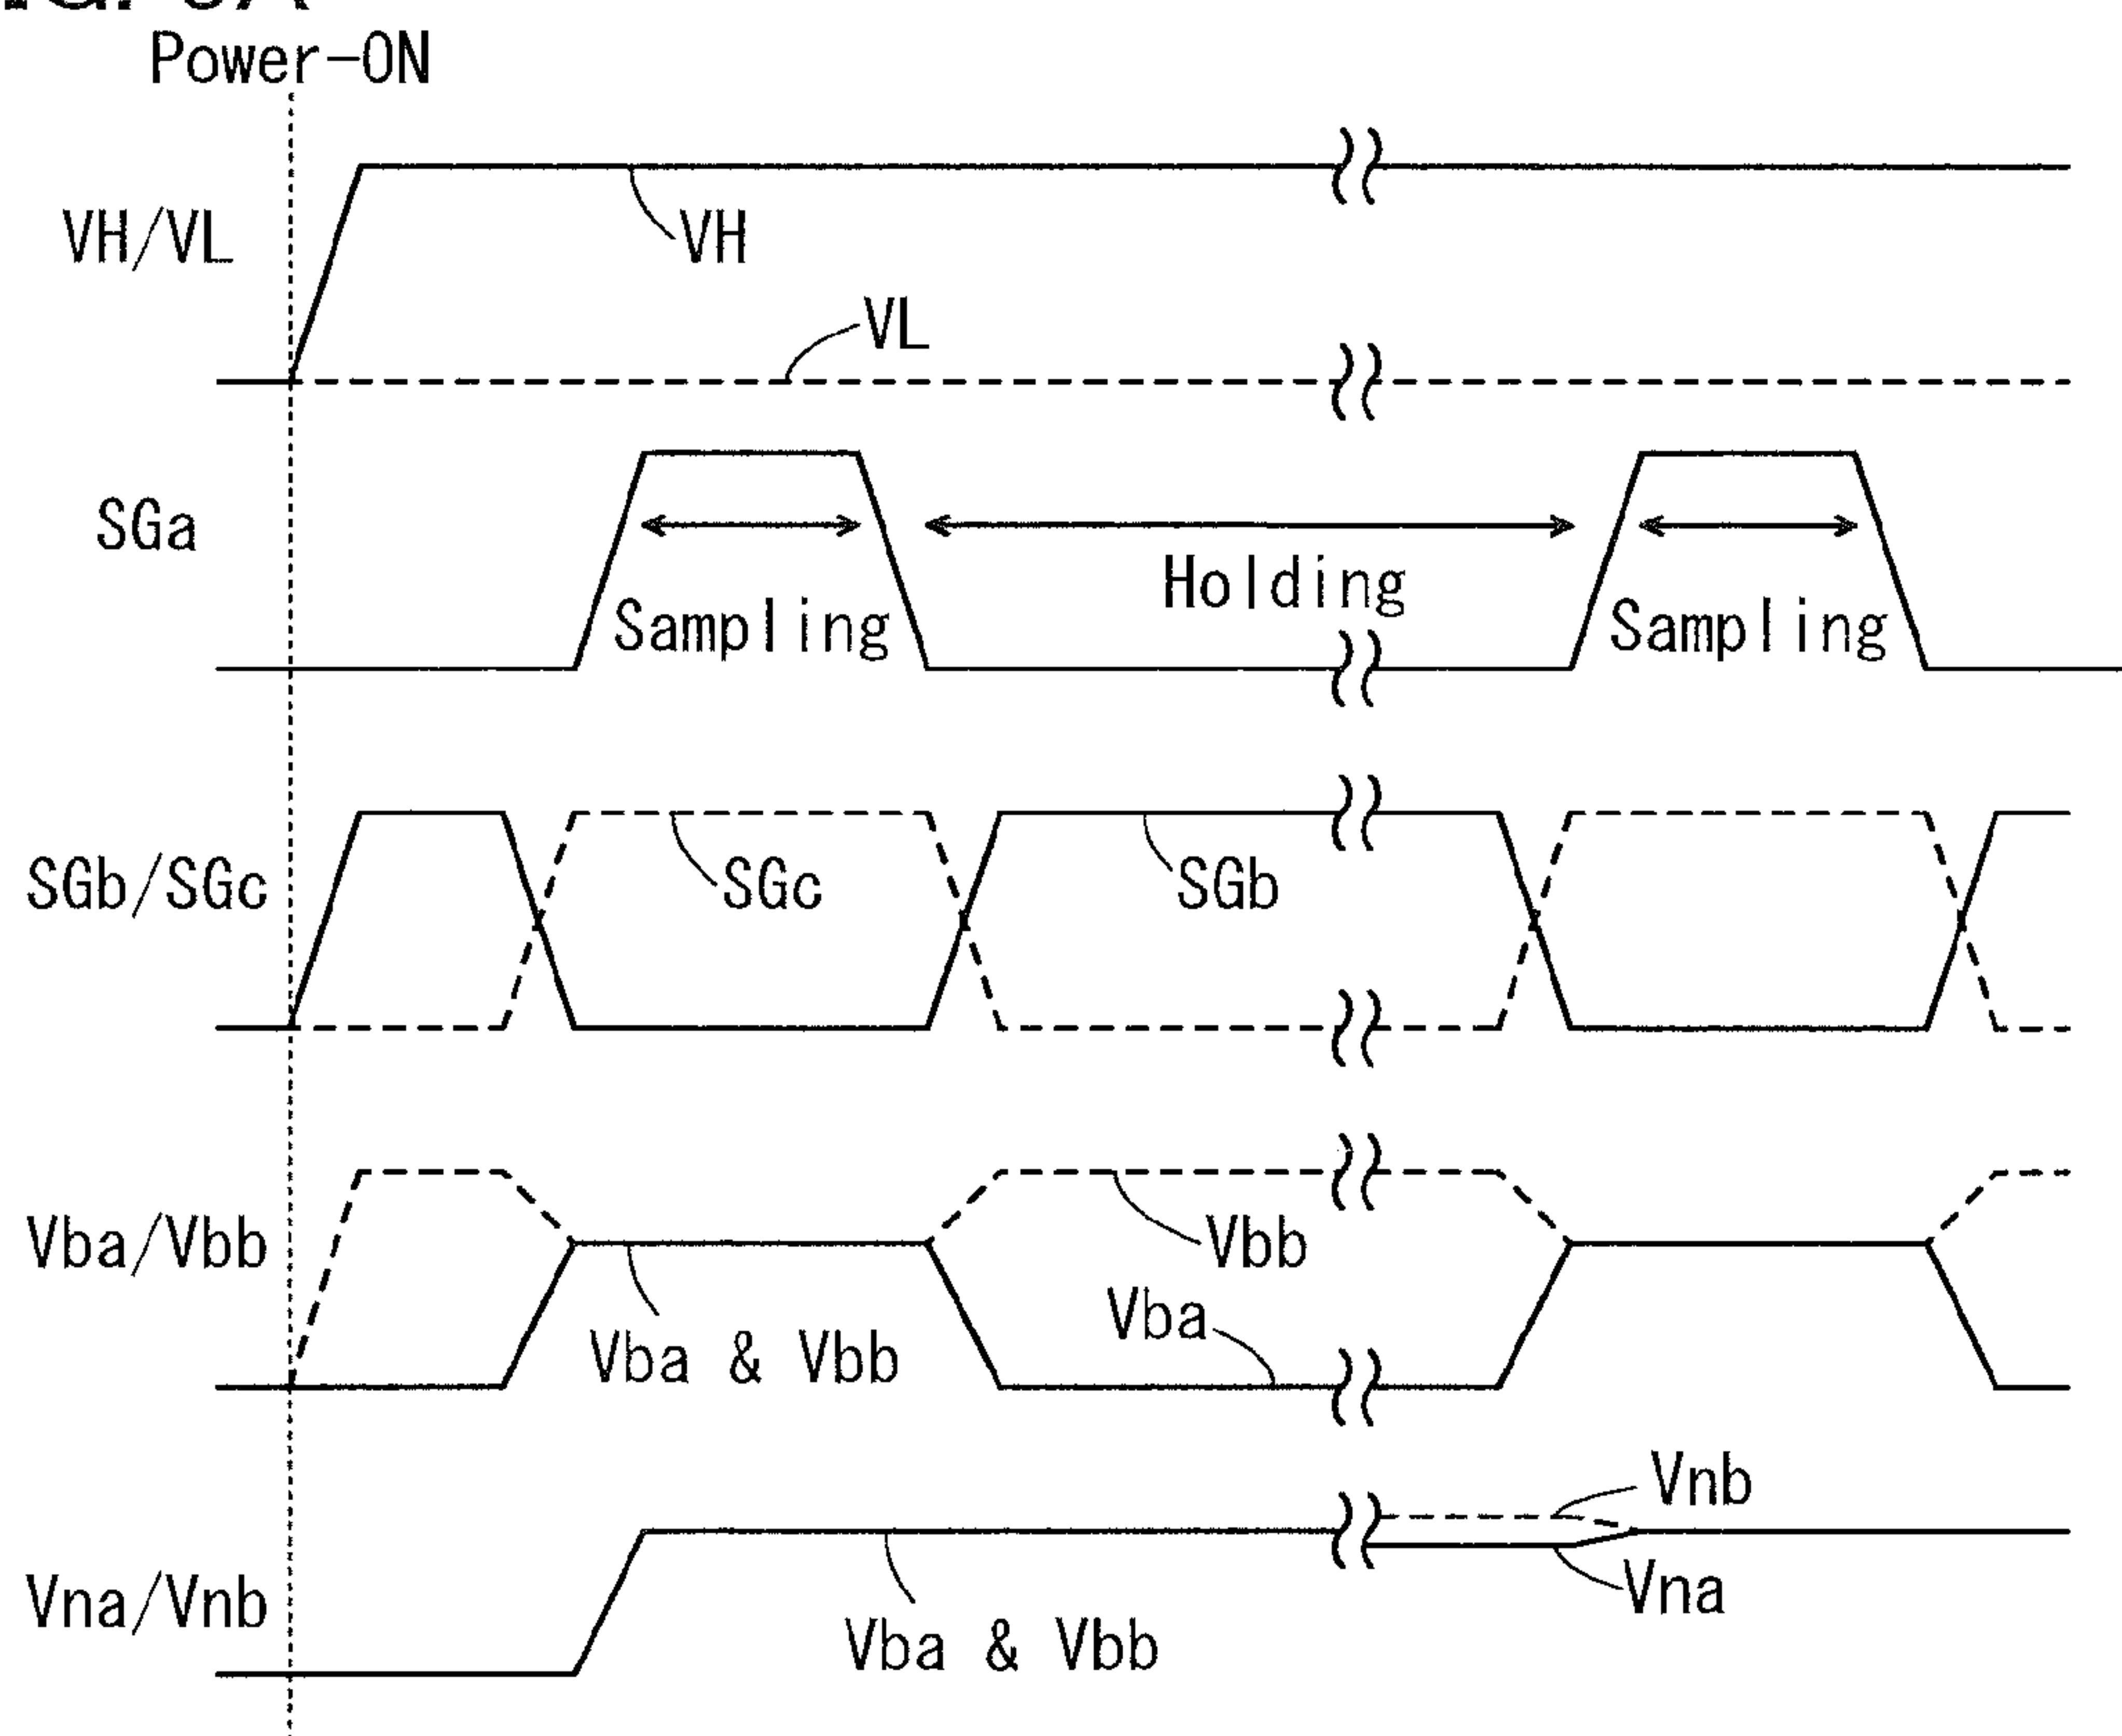 Power-ON
VH/VL
VH
VL
SGa
Sampling
Holding
Sampling
SGb/SGc
SGc
SGb
Vba/Vbb
Vba & Vbb
Vbb
Vba
Vna/Vnb
Vba & Vbb
Vnb
Vna